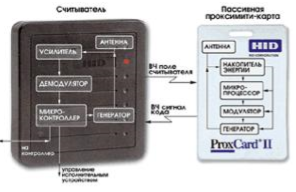 Считыватель
Пассивная
проксимити-карта
АНТЕННА
УСИЛИТЕЛЬ
HID
ДЕМОДУЛЯТОР
МИКРО-
КОНТРОЛЛЕР
ГЕНЕРАТОР
на
контроллер
управление
исполнительным
устройством
ВЧ поле
считывателя
ВЧ сигнал
кода
АНТЕННА
HID
НАКОПИТЕЛЬ
ЭНЕРГИИ
МИКРО-
ПРОЦЕССОР
МОДУЛЯТОР
ГЕНЕРАТОР
ProxCard® II